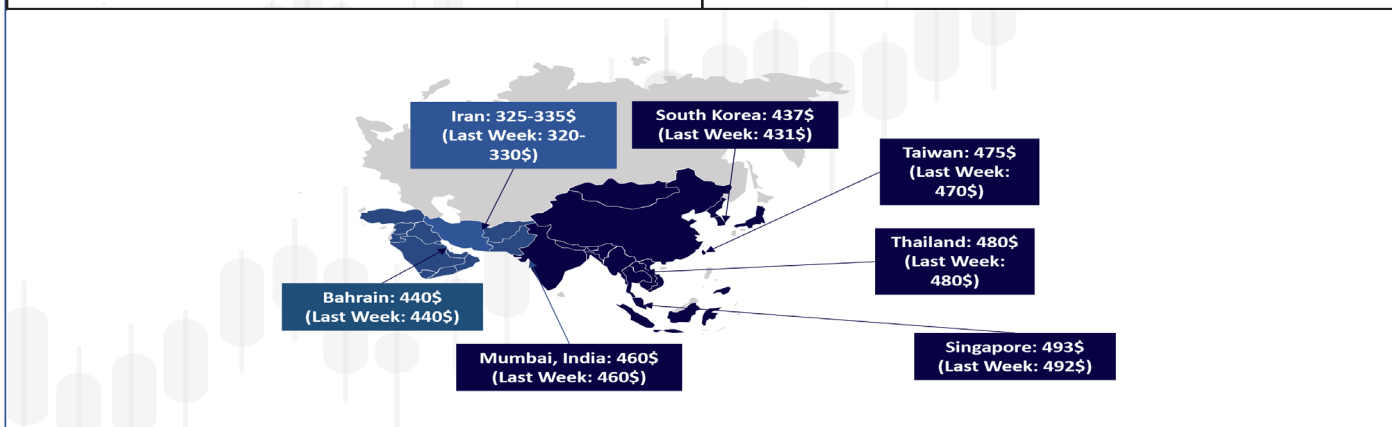 Iran: 325-335$
(Last Week: 320-
330$)
South Korea: 437$
(Last Week: 431$)
Taiwan: 475$
(Last Week:
470$)
Thailand: 480$
(Last Week:
480$)
Bahrain: 440$
(Last Week: 440$)
Singapore: 493$
(Last Week: 492$)
Mumbai, India: 460$
(Last Week: 460$)